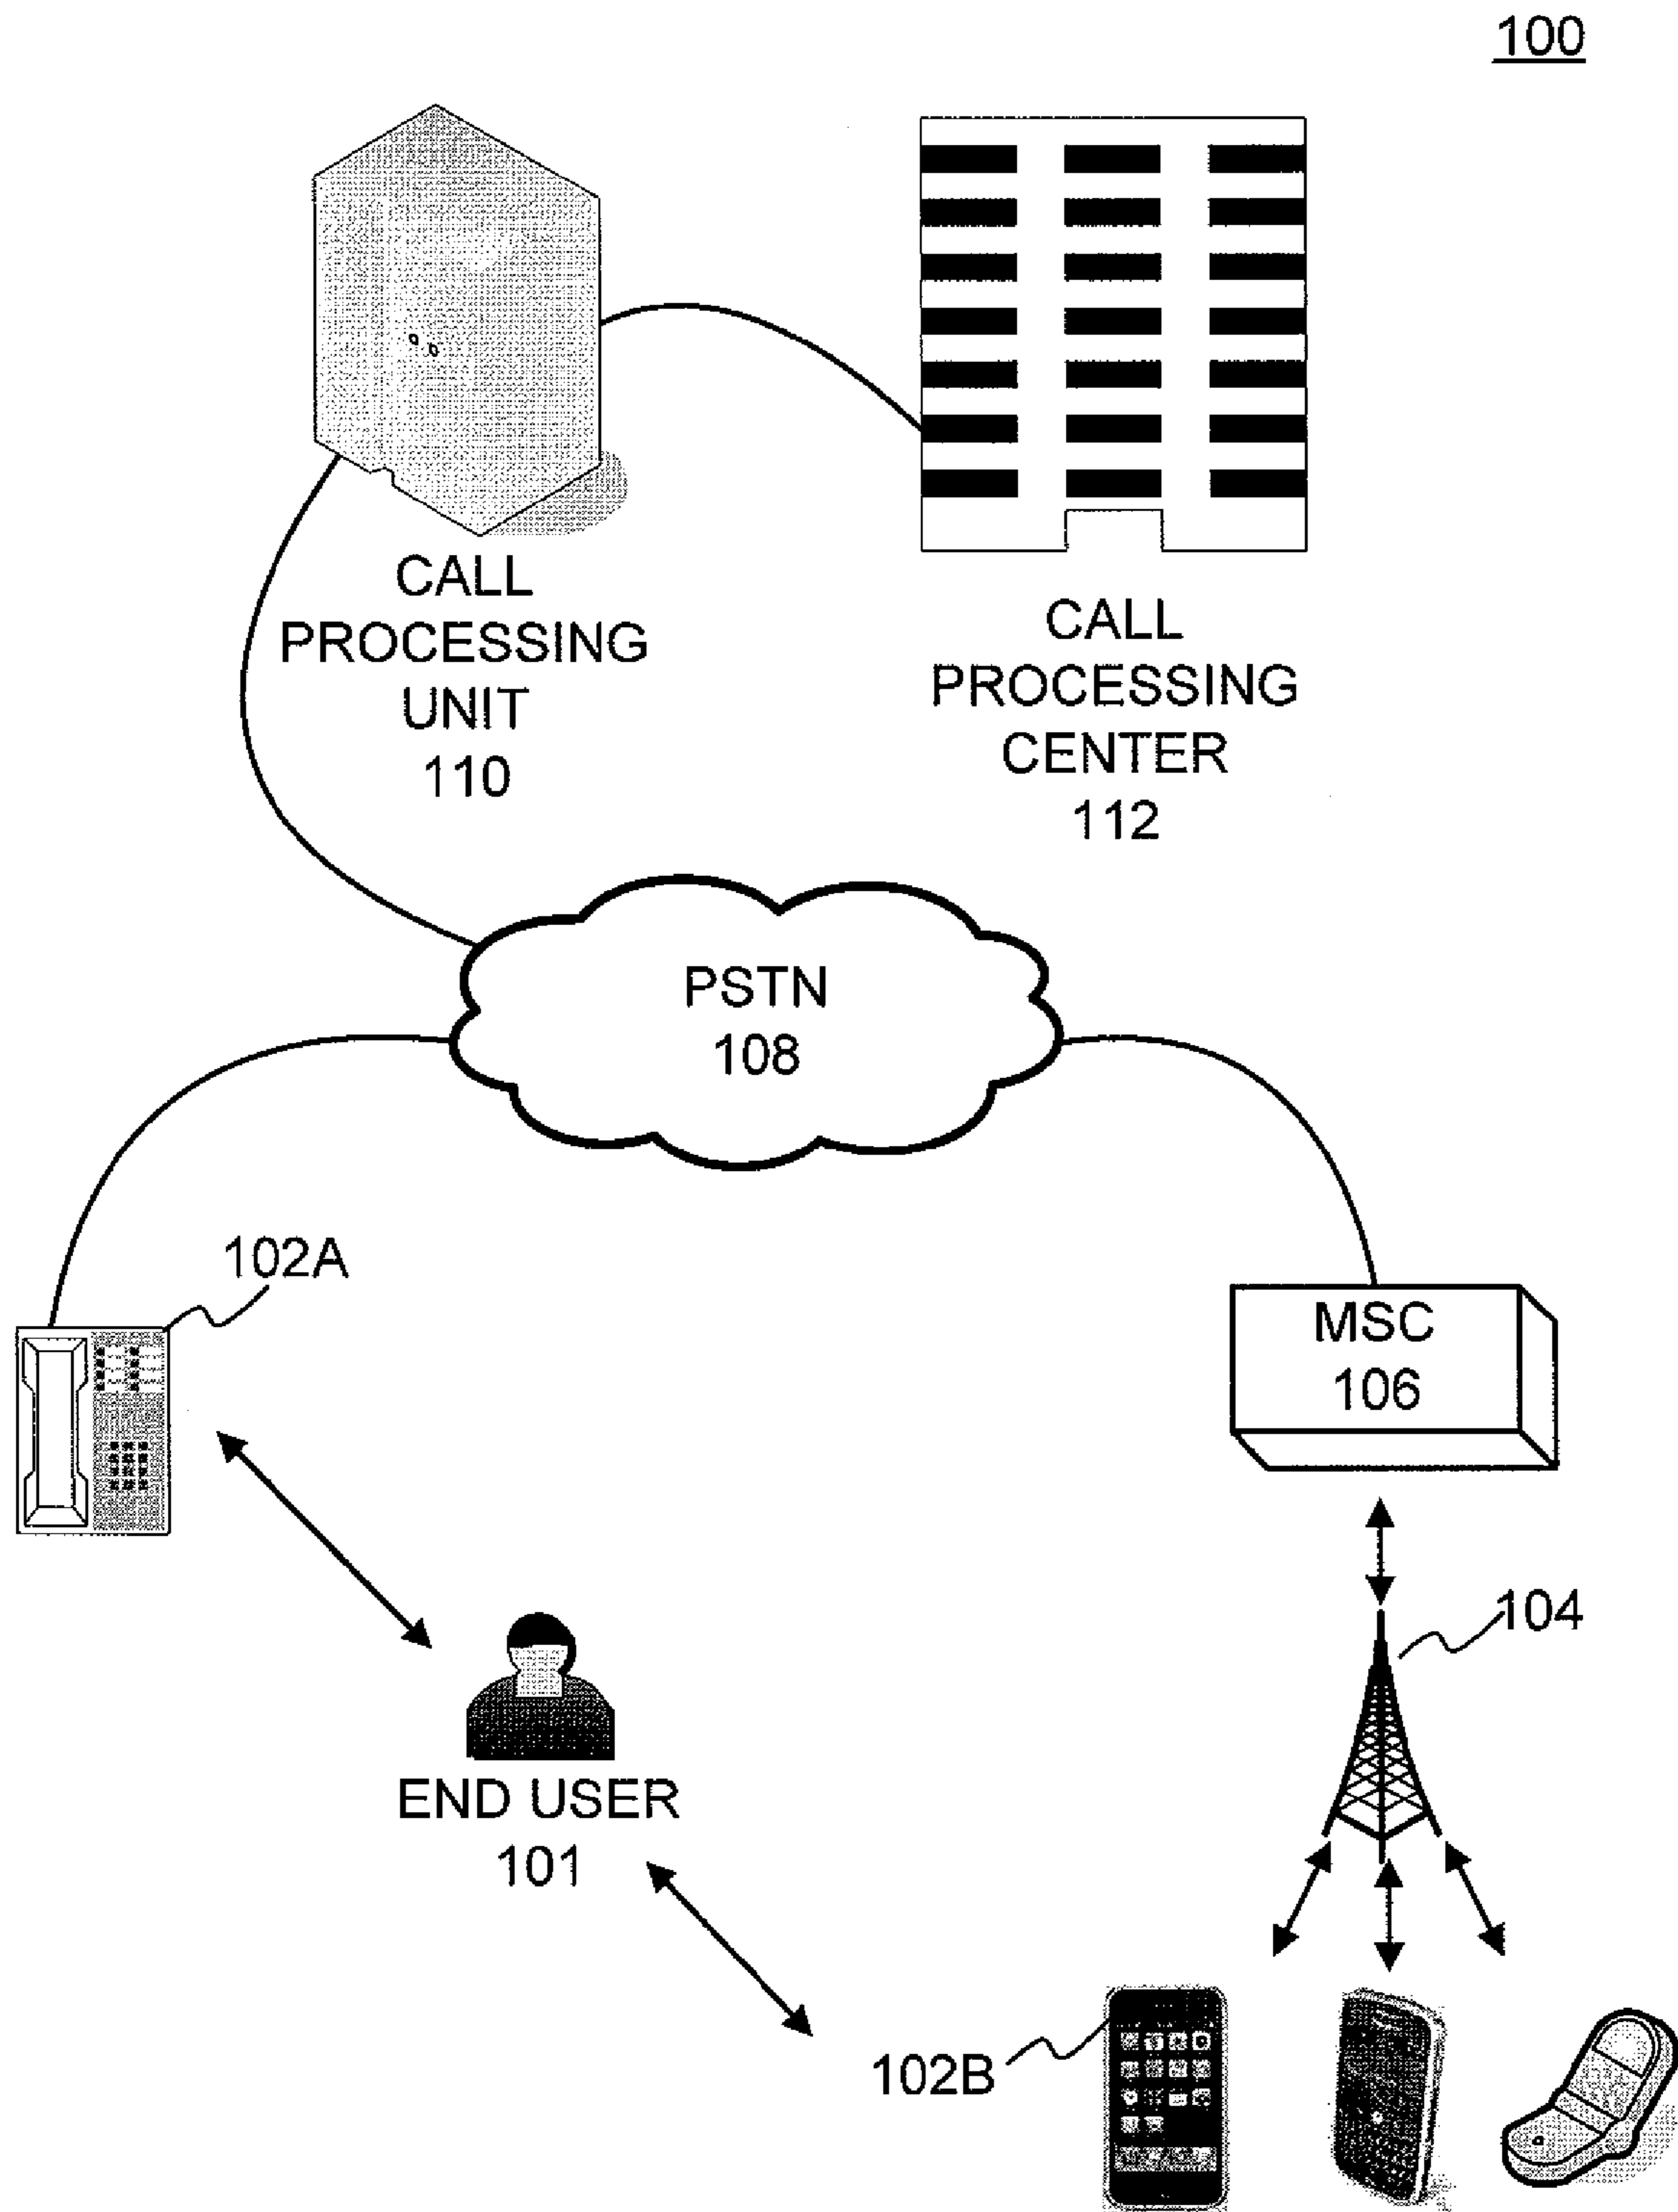 100
CALL
PROCESSING
UNIT
110
CALL
PROCESSING
CENTER
112
PSTN
108
102A
MSC
106
104
END USER
101
102B